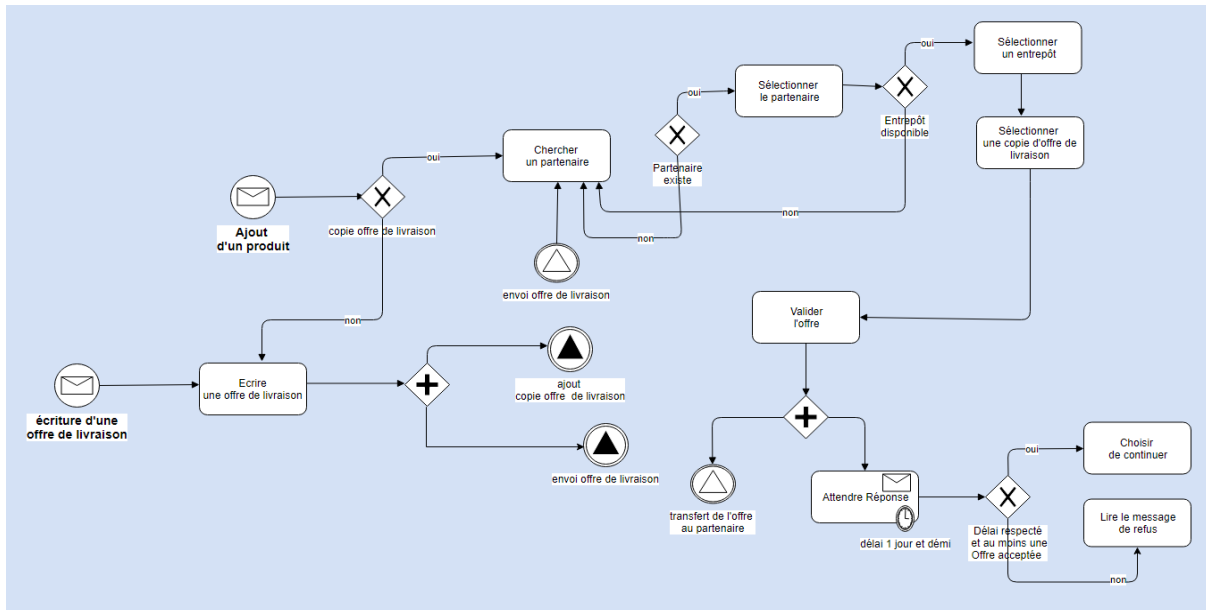 oui
Sélectionner
un entrepôt
oui
Sélectionner
le partenaire
Entrepôt
disponible
Sélectionner
une copie d'offre de
livraison
oui
Chercher
un partenaire
Partenaire
existe
non
non
Ajout
d'un produit
copie offre de livraison
envoi offre de livraison
non
Valider
l'offre
Ecrire
une offre de livraison
ajout
copie offre de livraison
écriture d'une
offre de livraison
envoi offre de livraison
transfert de l'offre
au partenaire
Attendre Réponse
délai 1 jour et démi
oui
Choisir
de continuer
Délai respecté
et au moins une
Offre acceptée
Lire le message
de refus
non